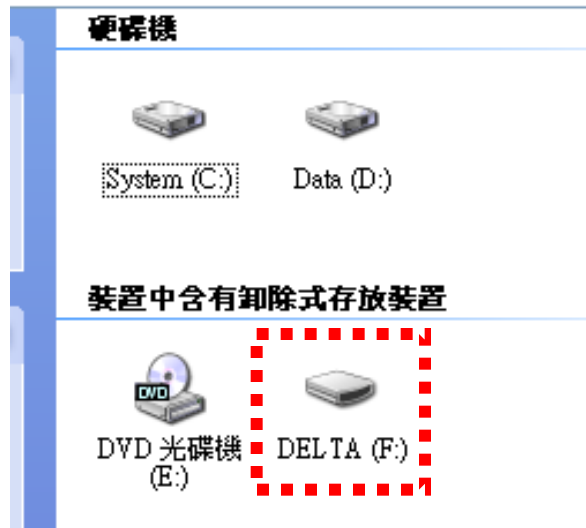 硬碟機
System (C:)
Data (D:)
裝置中含有卸除式存放裝置
DVD
DVD 光碟機
(E:)
DELTA (F:)